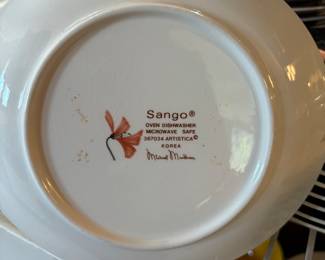 Sango®
OVEN DISHWASHER
MICROWAVE SAFE
367034 ARTISTICA©
KOREA